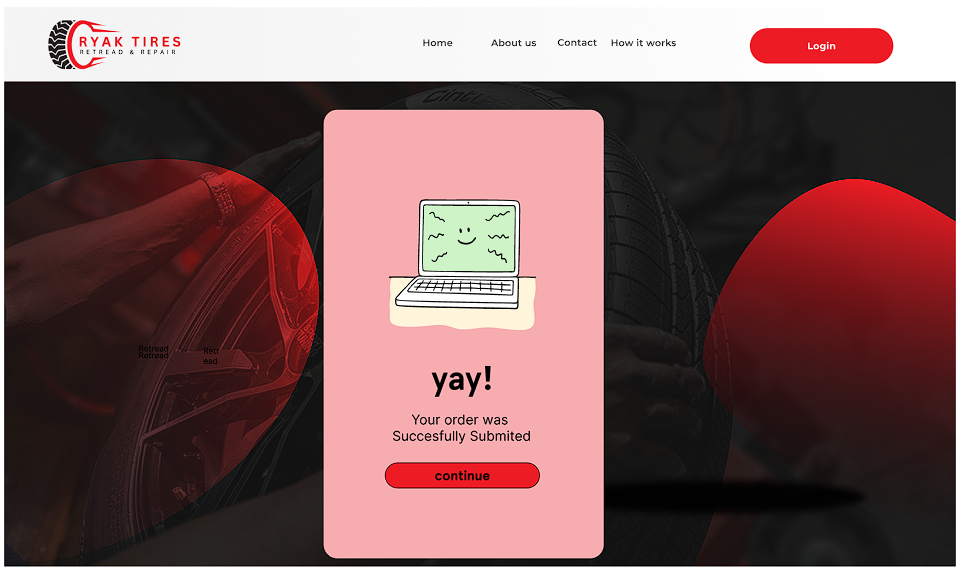 RYAK TIRES
RETREAD & REPAIR
Home
About us
Contact
How it works
Login
Retread
Retread
Retr
ead
yay!
Your order was
Succesfully Submited
continue